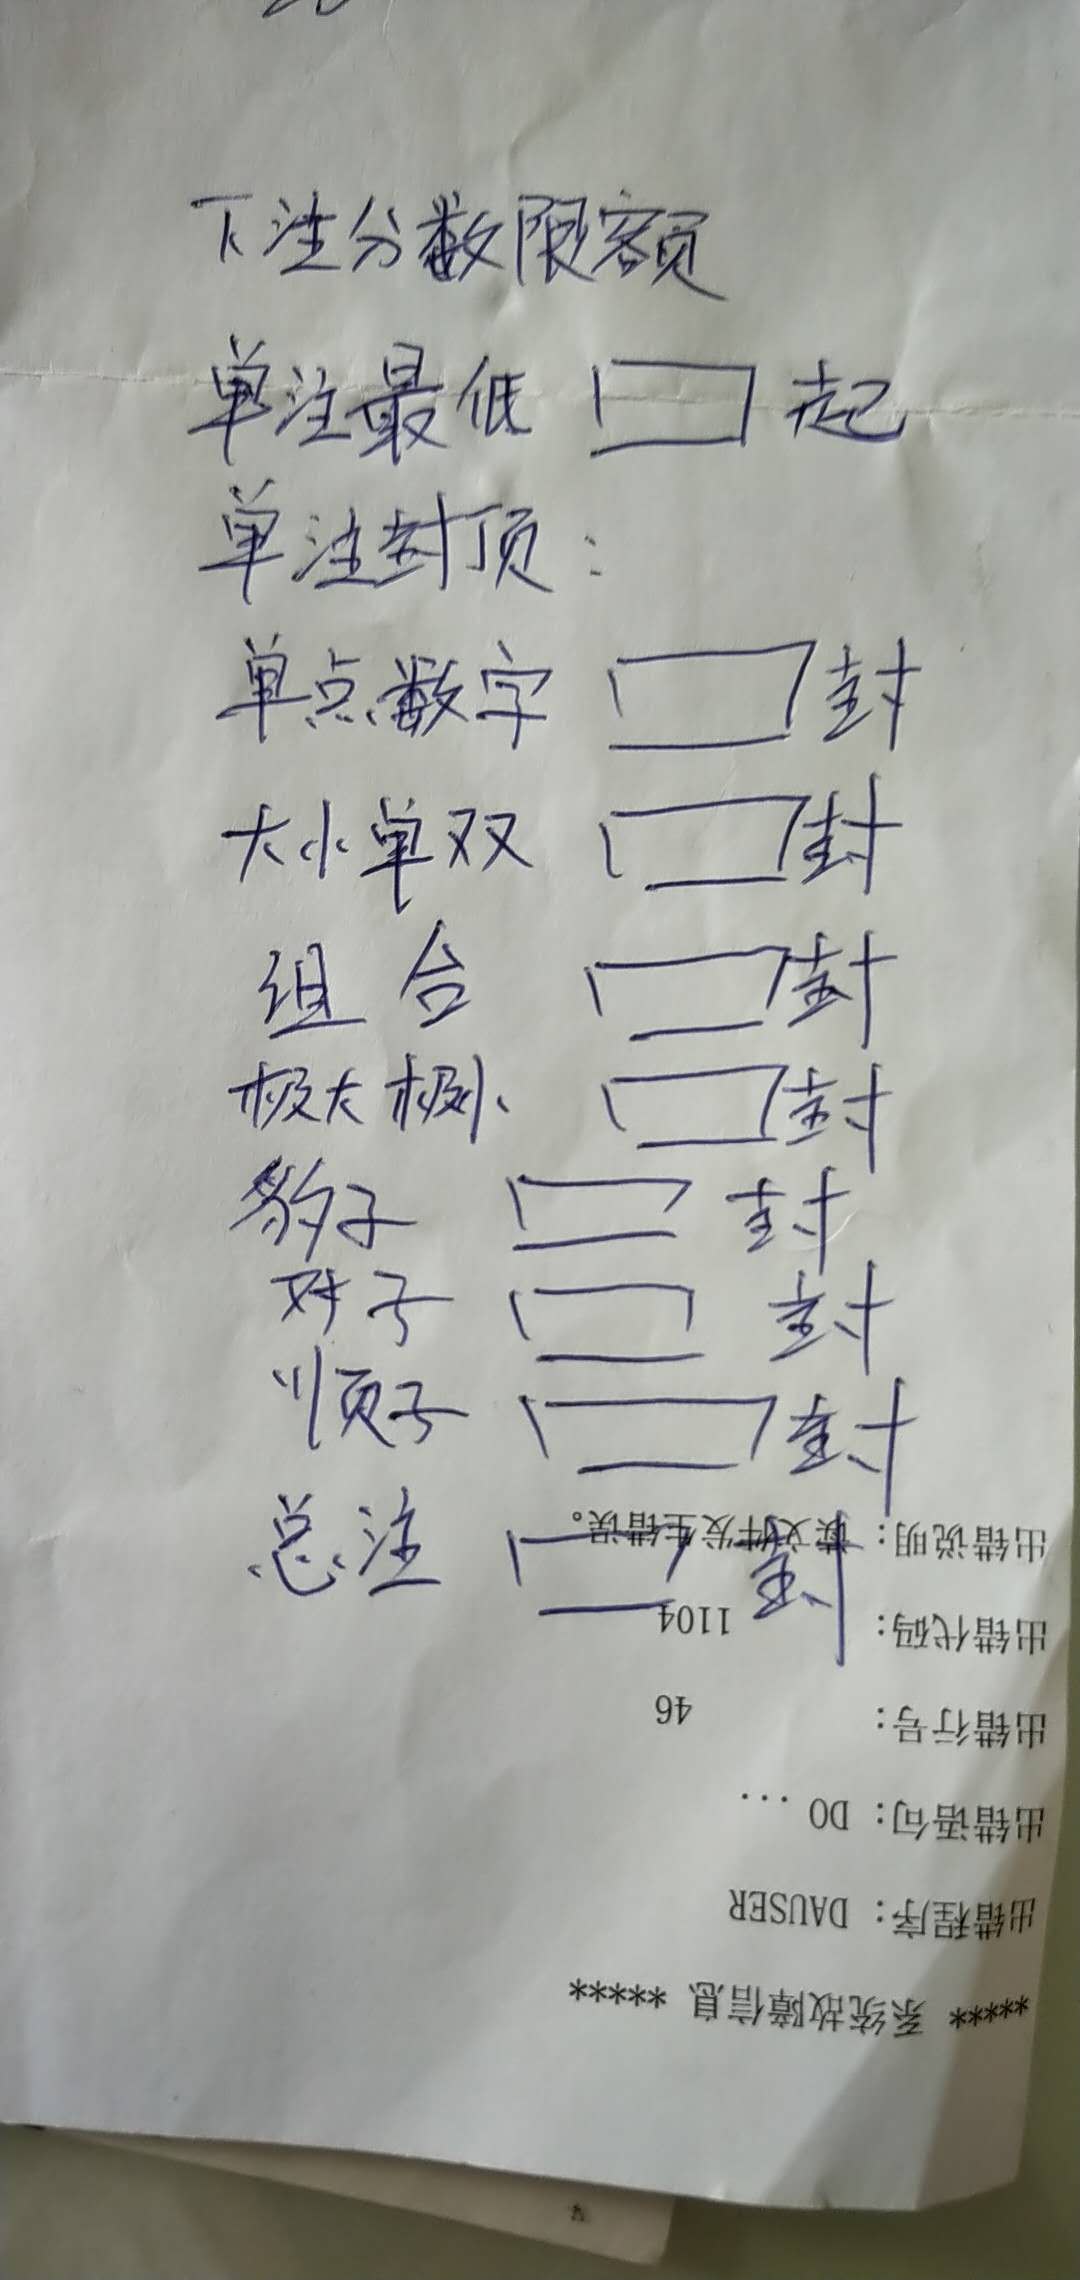 下注分数限额
单注最低 起
单注封顶：
单点数字 封
大小单双 封
组合 封
极大极小 封
豹子 封
对子 封
顺子 封
总注 封
***** 系统故障信息 *****
出错程序: DAUSER
出错语句: DO ...
出错行号: 46
出错代码: 1104
出错说明: 读文件发生错误。